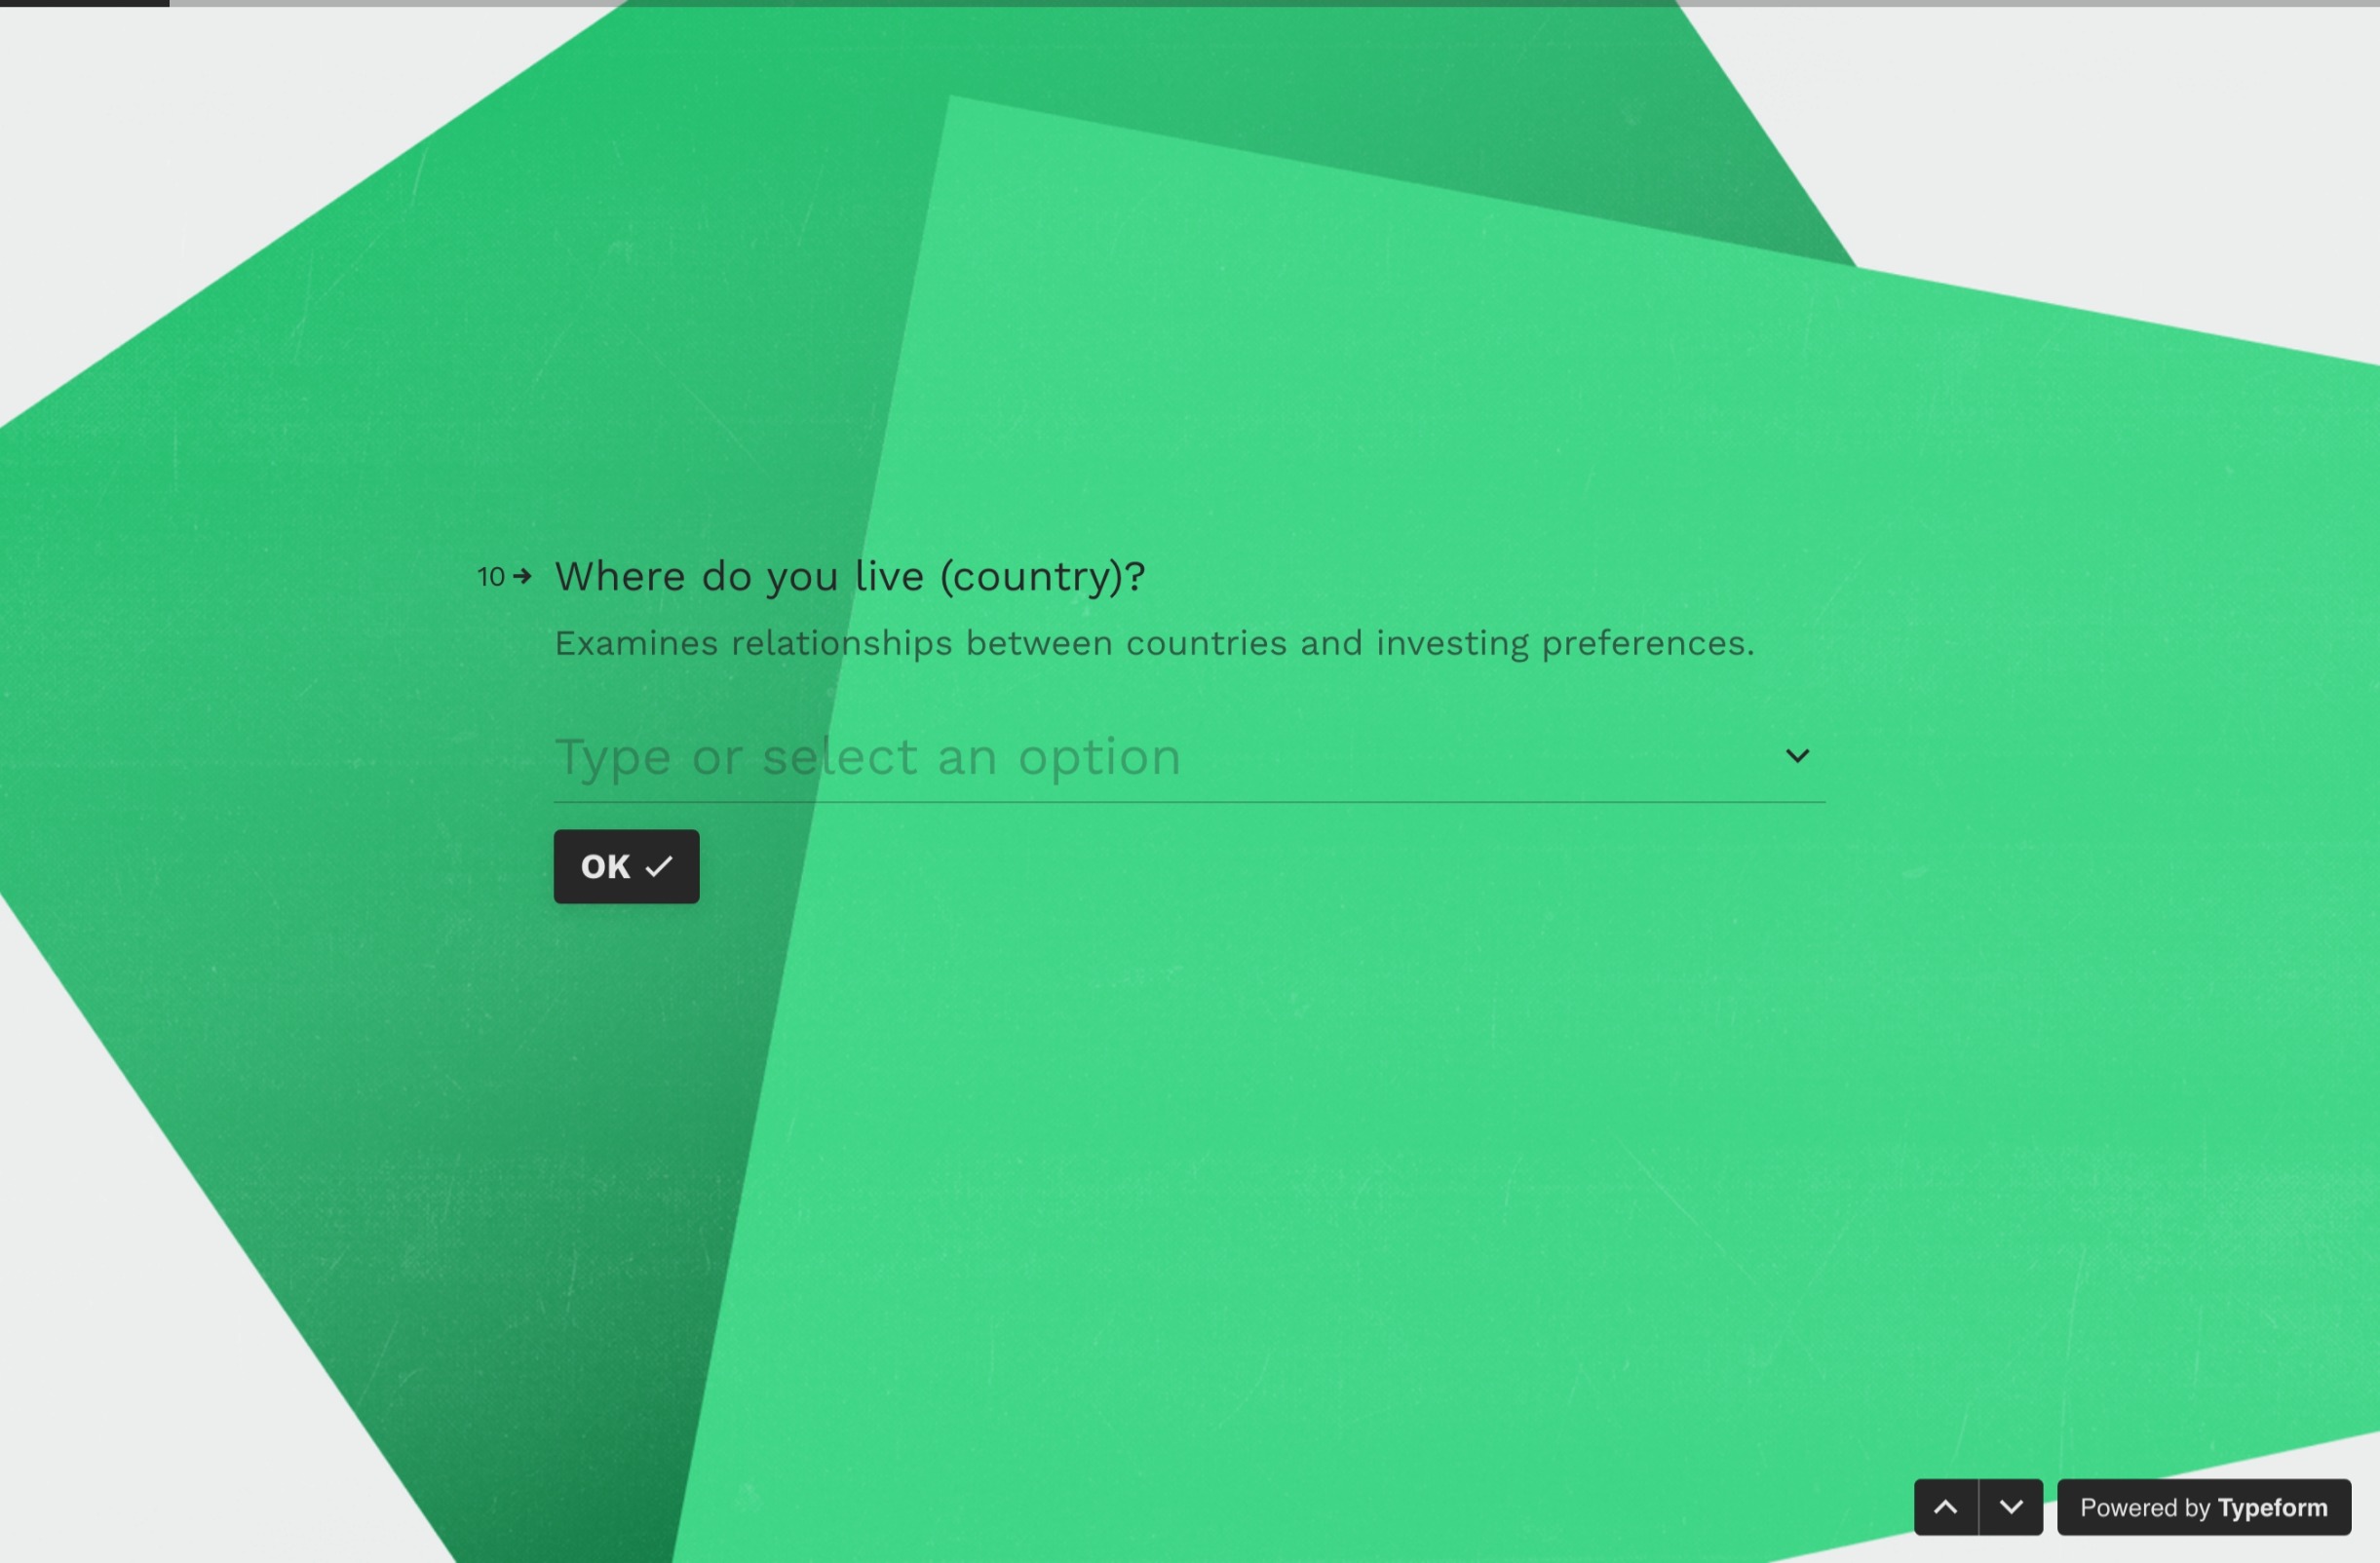 10 Where do you live (country)?
Examines relationships between countries and investing preferences.
Type or select an option
OK
Powered by Typeform